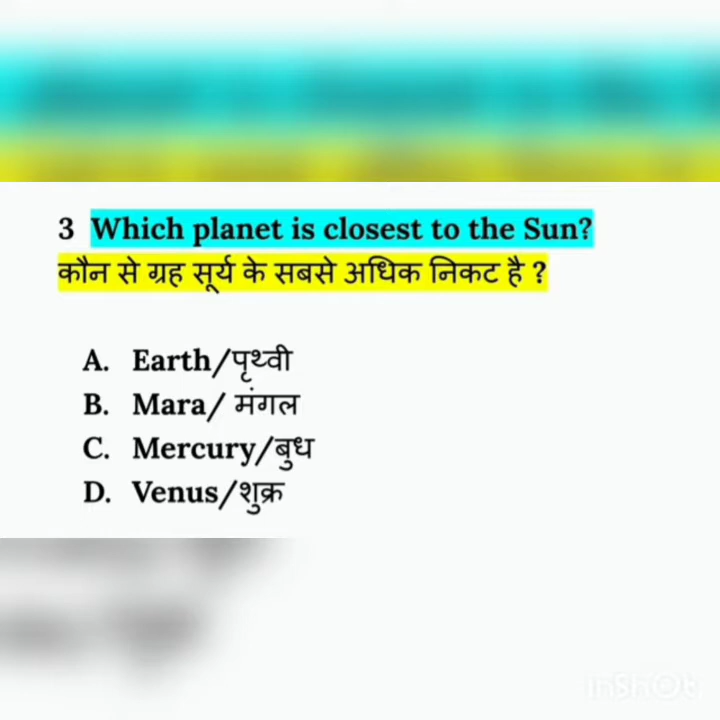 3 Which planet is closest to the Sun?
कौन से ग्रह सूर्य के सबसे अधिक निकट है ?
A. Earth/पृथ्वी
B. Mara/ मंगल
C. Mercury/बुध
D. Venus/शुक्र
InShOt